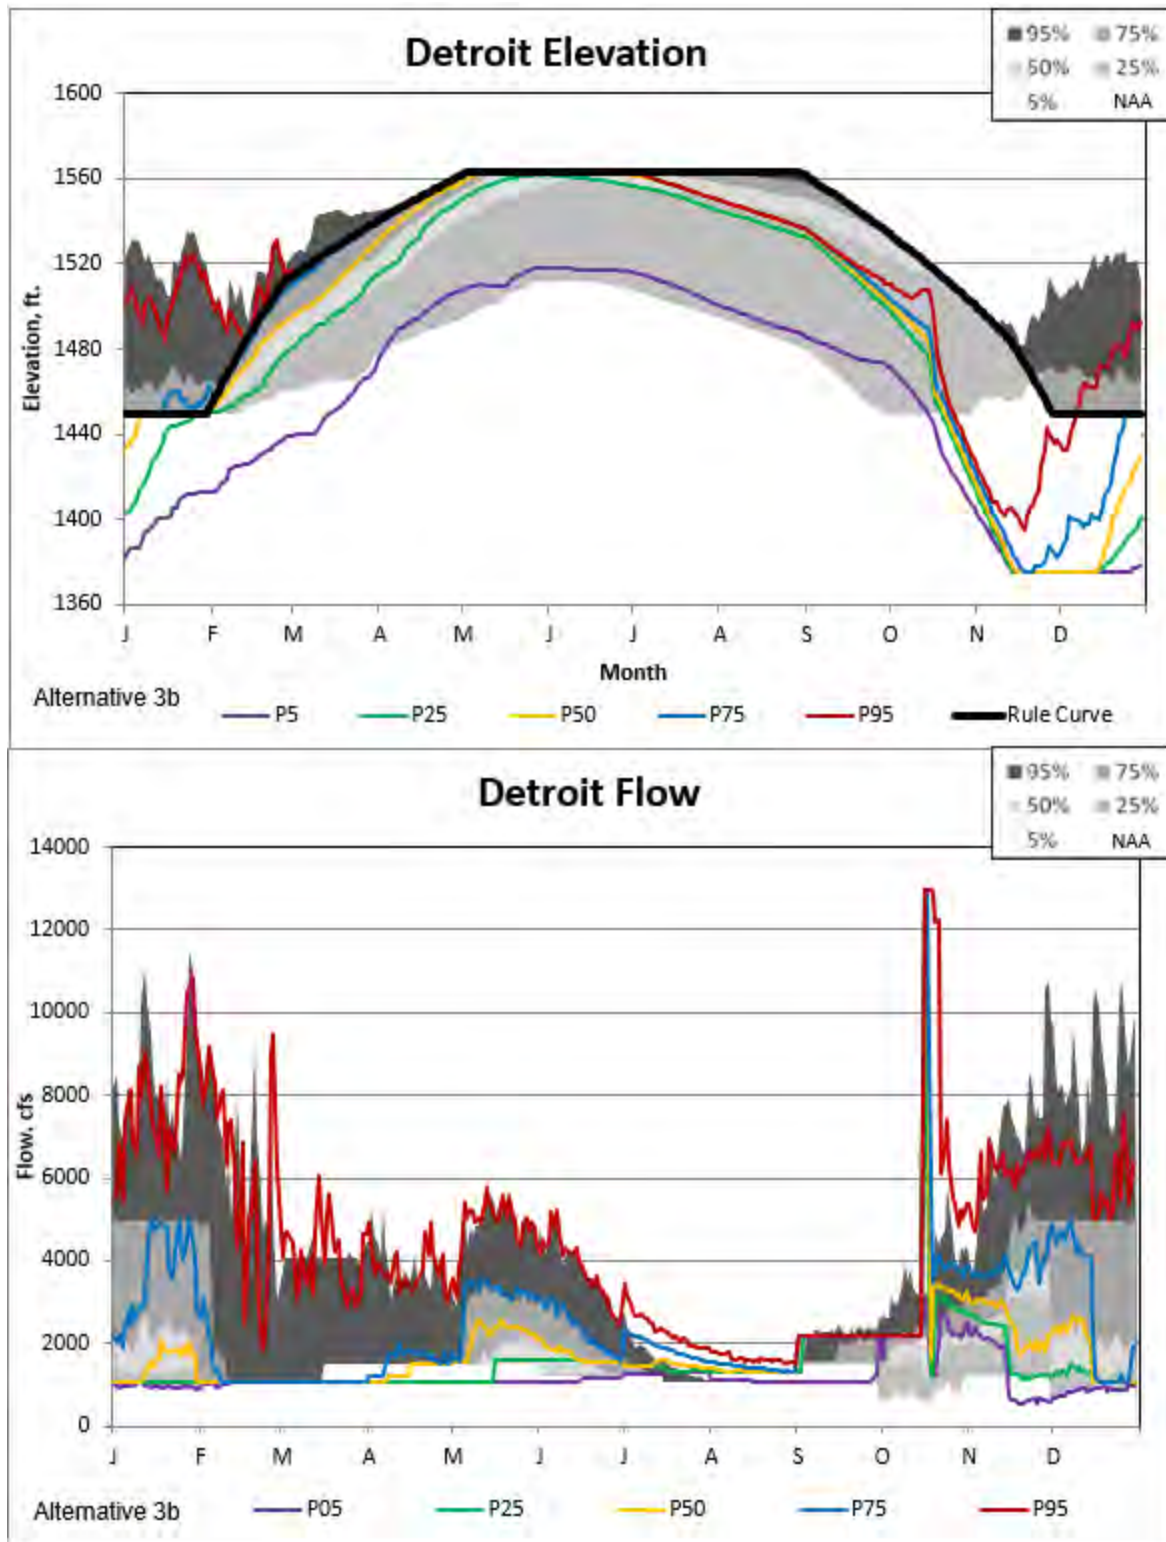 Detroit Elevation
95% 75%
50% 25%
5% NAA
1600
1560
1520
1480
1440
1400
1360
Elevation, ft.
J F M A M J J A S O N D
Month
Alternative 3b
P5 P25 P50 P75 P95 Rule Curve
Detroit Flow
95% 75%
50% 25%
5% NAA
14000
12000
10000
8000
6000
4000
2000
0
Flow, cfs
J F M A M J J A S O N D
Alternative 3b
P05 P25 P50 P75 P95